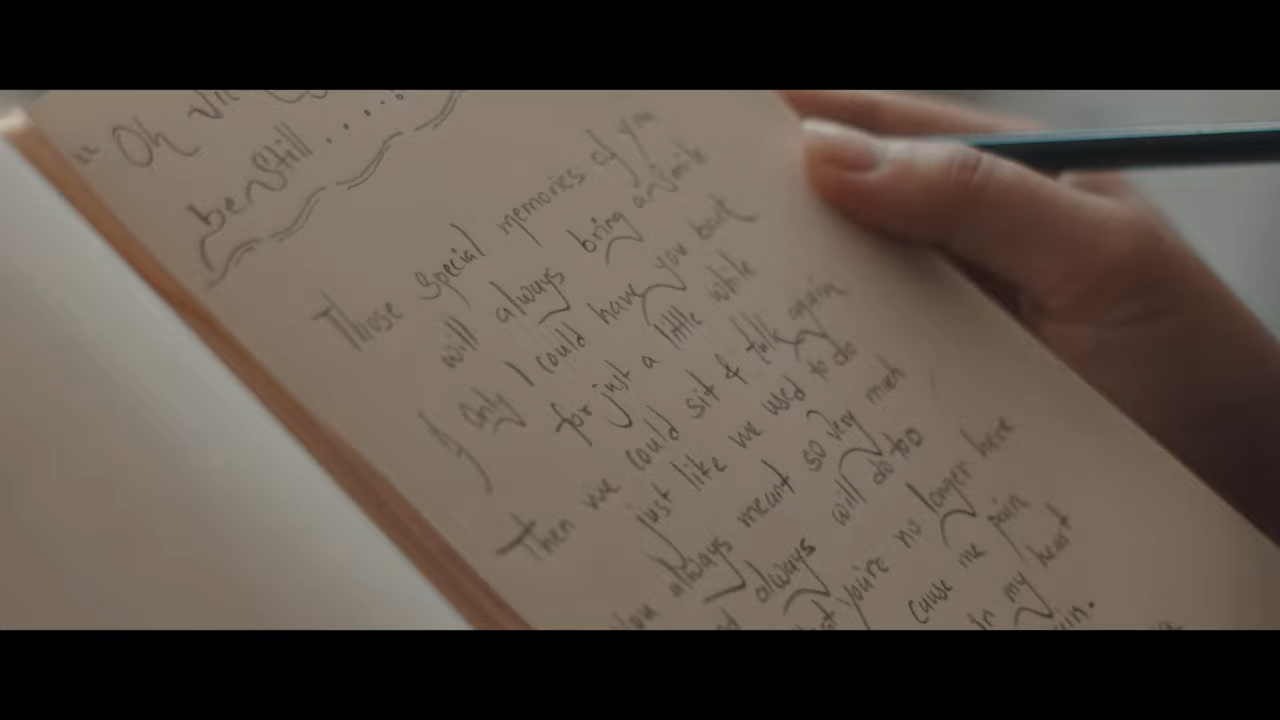 " Oh
be still.....
Those special memories of you
will always bring a smile
If only I could have you back
for just a little while
Then we could sit & talk again
just like we used to do
You always meant so very much
always will do too
you're no longer here
cause me pain
in my heart